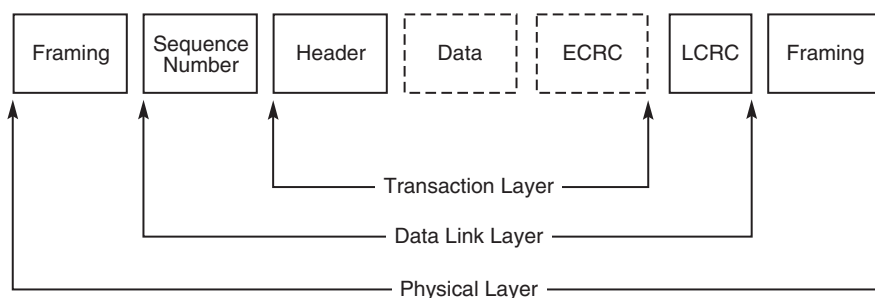 Framing
Sequence
Number
Header
Data
ECRC
LCRC
Framing
Transaction Layer
Data Link Layer
Physical Layer